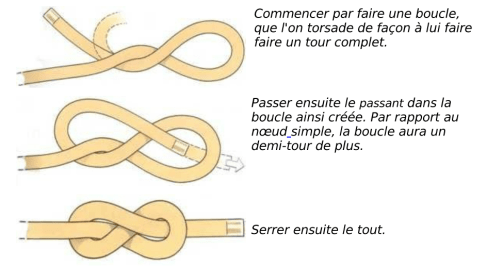 Commencer par faire une boucle,
que l'on torsade de façon à lui faire
faire un tour complet.
Passer ensuite le passant dans la
boucle ainsi créée. Par rapport au
nœud simple, la boucle aura un
demi-tour de plus.
Serrer ensuite le tout.